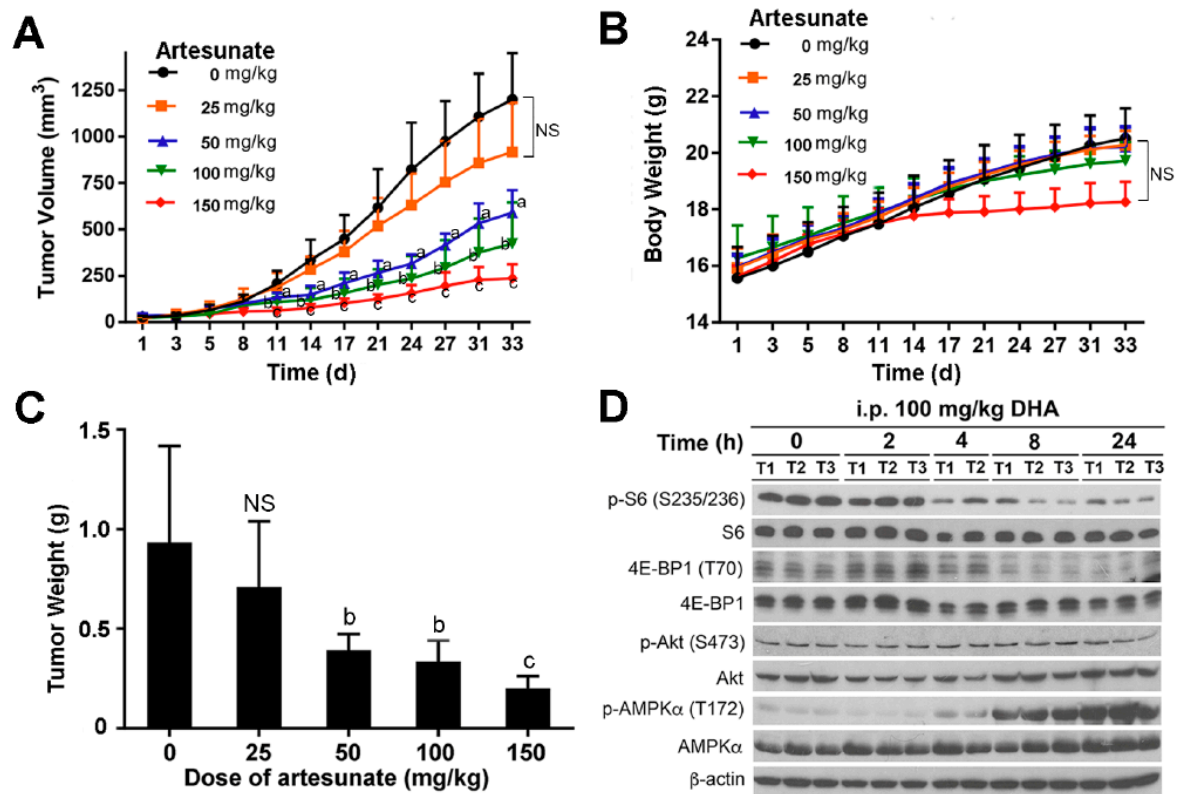 A
Artesunate
0 mg/kg
25 mg/kg
50 mg/kg
100 mg/kg
150 mg/kg
Tumor Volume (mm³)
1250
1000
750
500
250
0
NS
a a a a a a a
b b b b b b b b
c c c c c c c c
1 3 5 8 11 14 17 21 24 27 31 33
Time (d)
B
Artesunate
0 mg/kg
25 mg/kg
50 mg/kg
100 mg/kg
150 mg/kg
Body Weight (g)
24
22
20
18
16
14
NS
1 3 5 8 11 14 17 21 24 27 31 33
Time (d)
C
Tumor Weight (g)
1.5
1.0
0.5
0
NS
b b c
0 25 50 100 150
Dose of artesunate (mg/kg)
D
i.p. 100 mg/kg DHA
Time (h) 0 2 4 8 24
T1 T2 T3 T1 T2 T3 T1 T2 T1 T2 T3 T1 T2 T3
p-S6 (S235/236)
S6
4E-BP1 (T70)
4E-BP1
p-Akt (S473)
Akt
p-AMPKα (T172)
AMPKα
β-actin